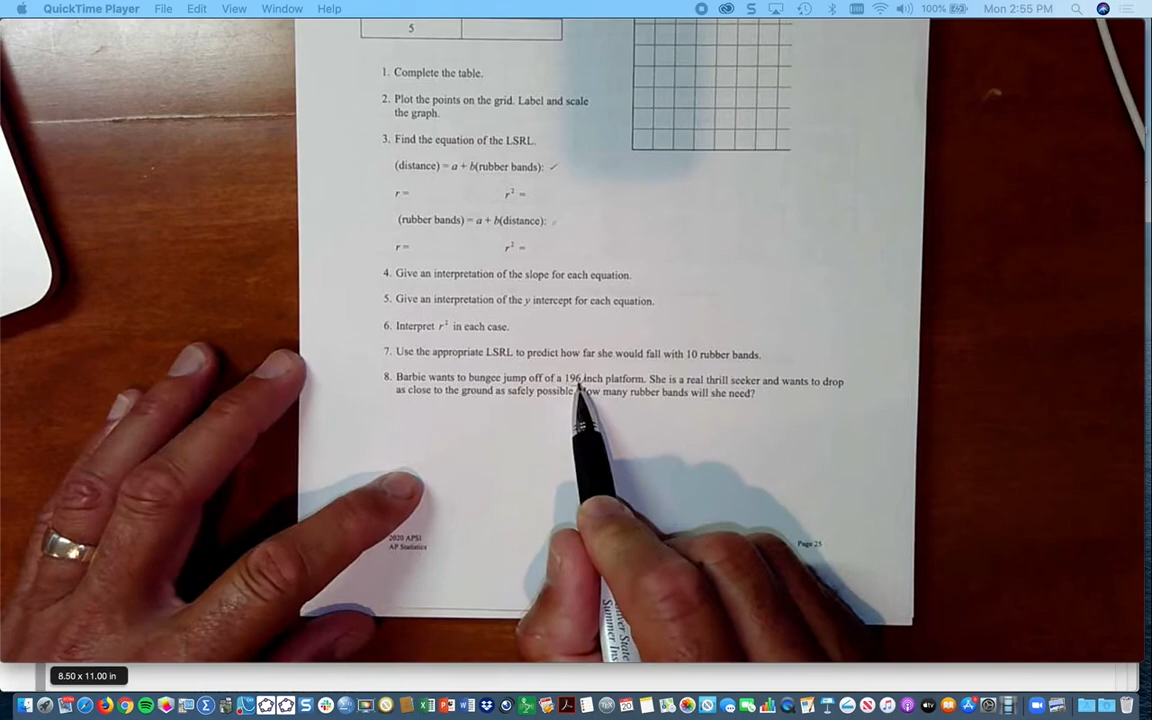 QuickTime Player File Edit View Window Help
100% Mon 2:55 PM
5
1. Complete the table.
2. Plot the points on the grid. Label and scale
the graph.
3. Find the equation of the LSRL.
(distance) = a + b(rubber bands):
r = r² =
(rubber bands) = a + b(distance):
r = r² =
4. Give an interpretation of the slope for each equation.
5. Give an interpretation of the y intercept for each equation.
6. Interpret r² in each case.
7. Use the appropriate LSRL to predict how far she would fall with 10 rubber bands.
8. Barbie wants to bungee jump off of a 196 inch platform. She is a real thrill seeker and wants to drop
as close to the ground as safely possible. How many rubber bands will she need?
2020 APSI
AP Statistics
Page 25
Summer
8.50 x 11.00 in